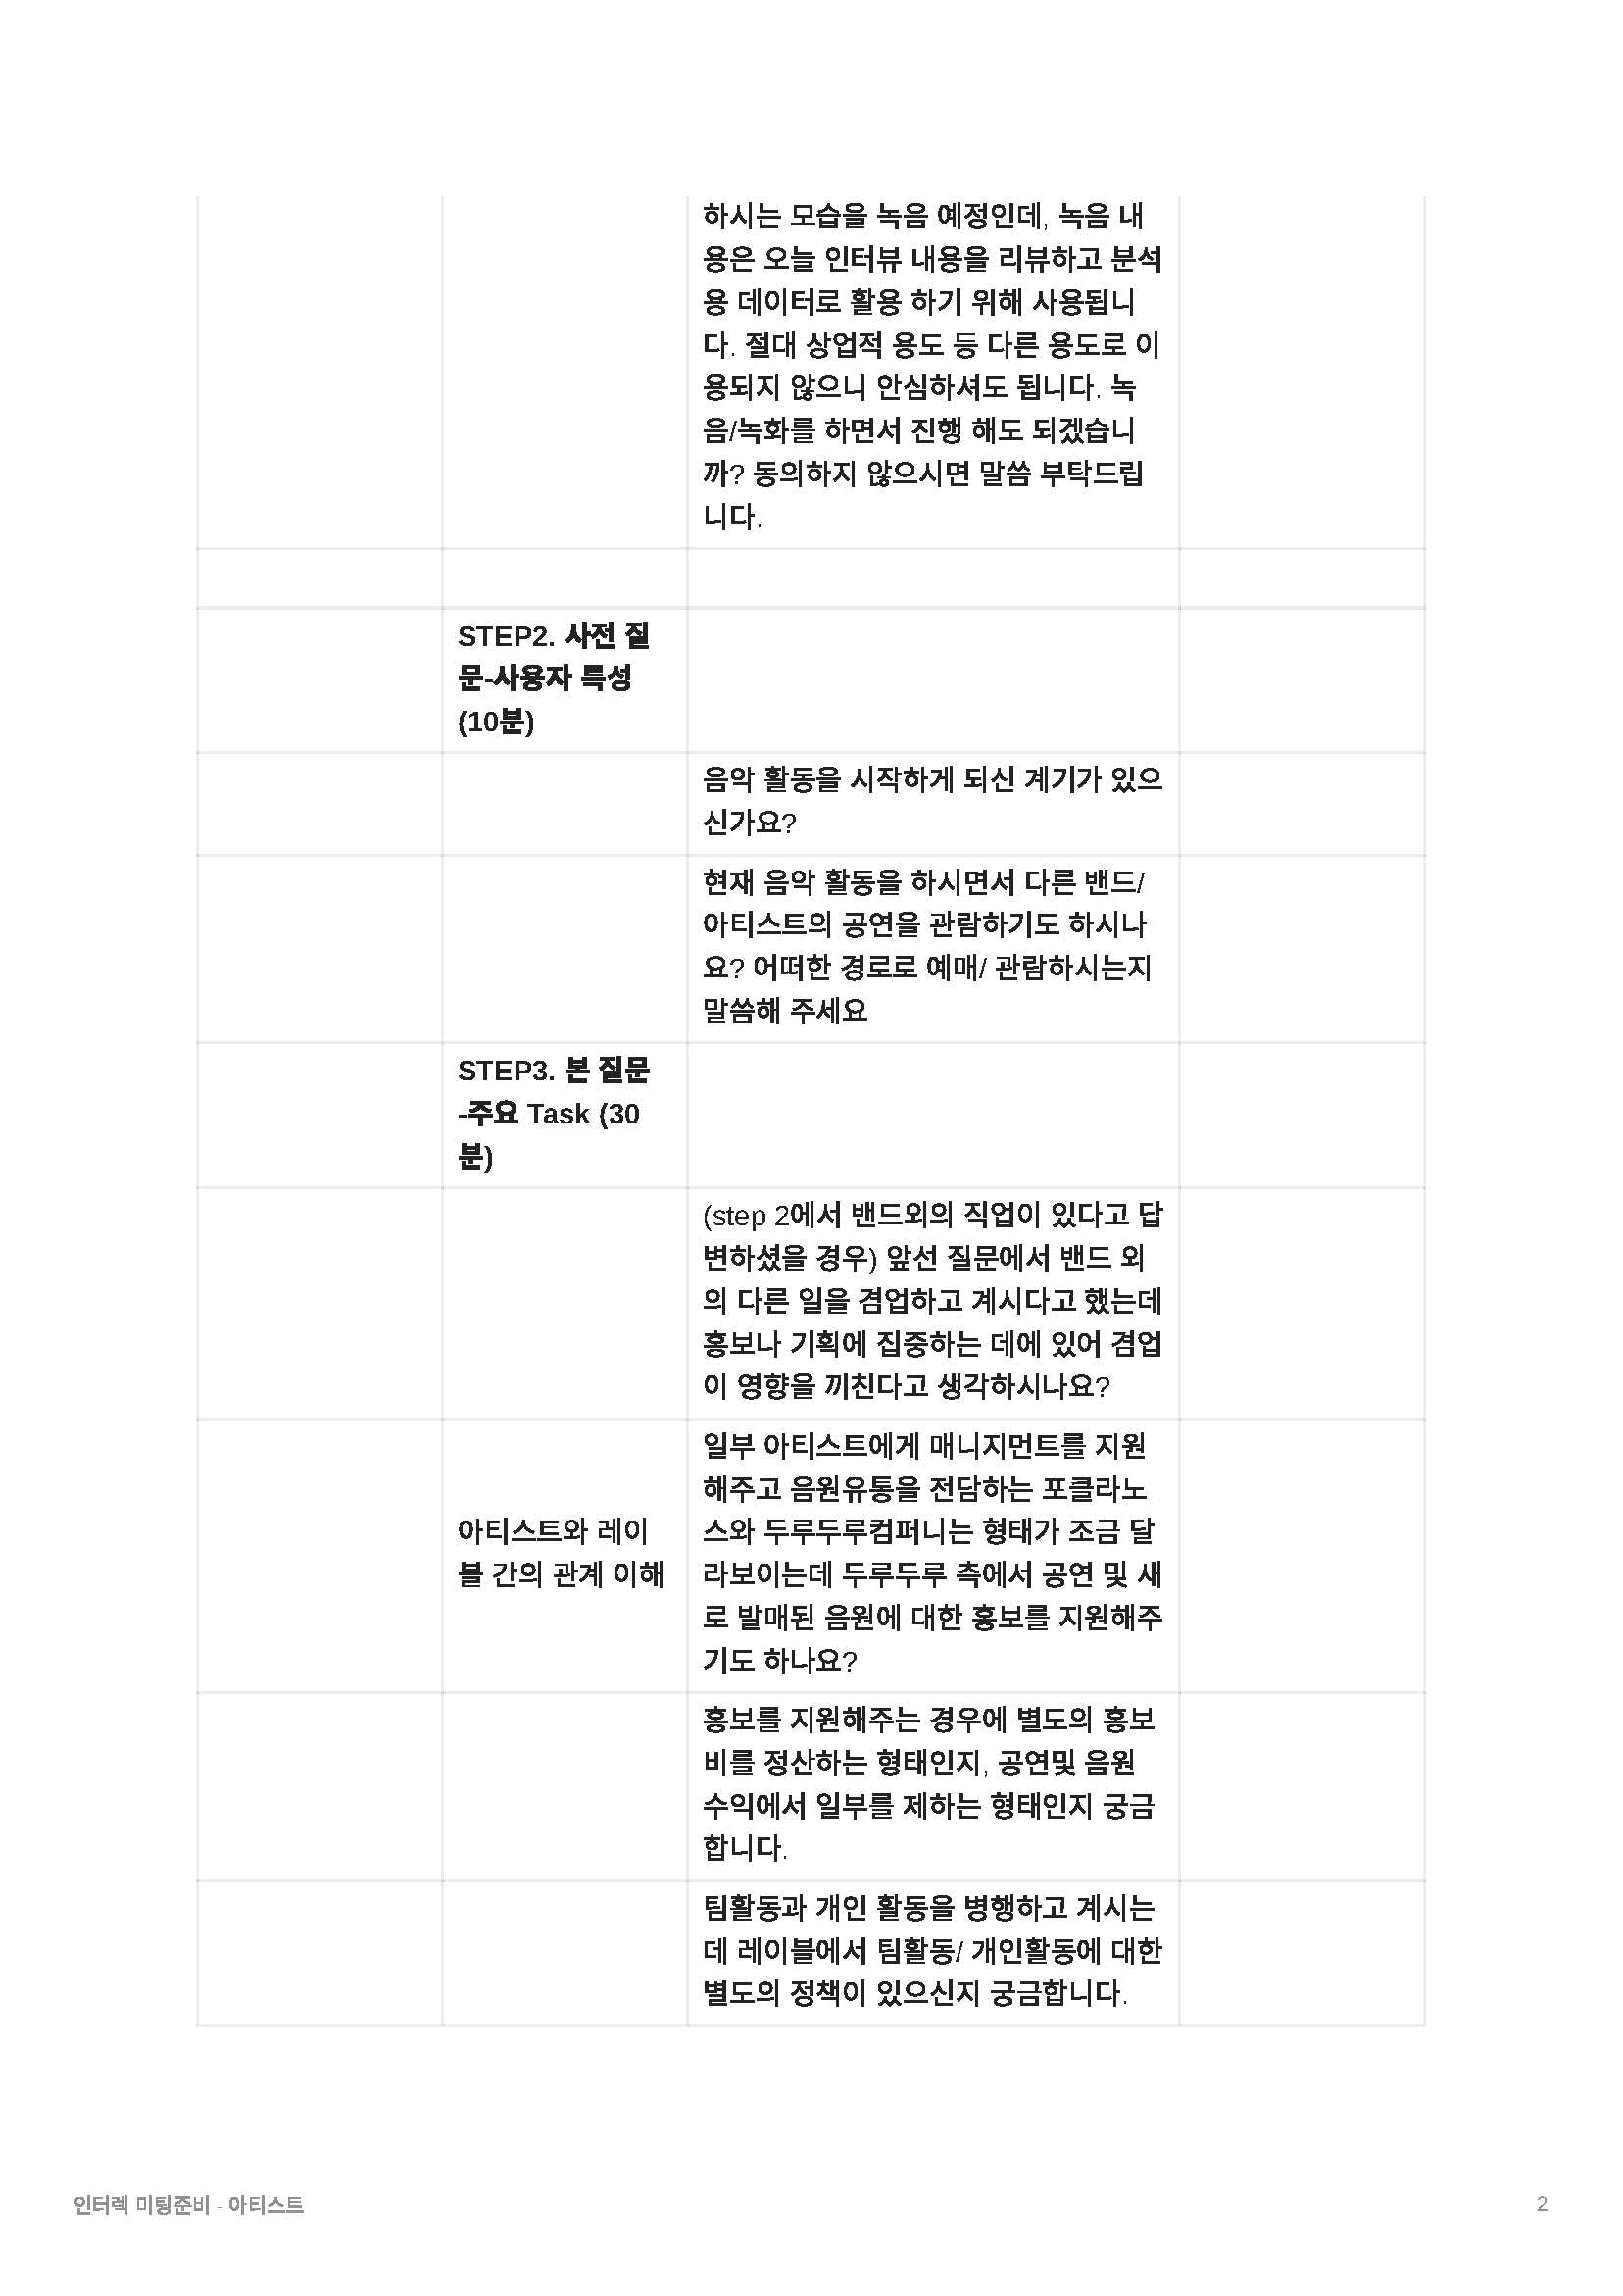 하시는 모습을 녹음 예정인데, 녹음 내
용은 오늘 인터뷰 내용을 리뷰하고 분석
용 데이터로 활용 하기 위해 사용됩니
다. 절대 상업적 용도 등 다른 용도로 이
용되지 않으니 안심하셔도 됩니다. 녹
음/녹화를 하면서 진행 해도 되겠습니
까? 동의하지 않으시면 말씀 부탁드립
니다.
STEP2. 사전 질
문-사용자 특성
(10분)
음악 활동을 시작하게 되신 계기가 있으
신가요?
현재 음악 활동을 하시면서 다른 밴드/
아티스트의 공연을 관람하기도 하시나
요? 어떠한 경로로 예매/ 관람하시는지
말씀해 주세요
STEP3. 본 질문
-주요 Task (30
분)
(step 2에서 밴드외의 직업이 있다고 답
변하셨을 경우) 앞선 질문에서 밴드 외
의 다른 일을 겸업하고 계시다고 했는데
홍보나 기획에 집중하는 데에 있어 겸업
이 영향을 끼친다고 생각하시나요?
아티스트와 레이
블 간의 관계 이해
일부 아티스트에게 매니지먼트를 지원
해주고 음원유통을 전담하는 포클라노
스와 두루두루컴퍼니는 형태가 조금 달
라보이는데 두루두루 측에서 공연 및 새
로 발매된 음원에 대한 홍보를 지원해주
기도 하나요?
홍보를 지원해주는 경우에 별도의 홍보
비를 정산하는 형태인지, 공연및 음원
수익에서 일부를 제하는 형태인지 궁금
합니다.
팀활동과 개인 활동을 병행하고 계시는
데 레이블에서 팀활동/ 개인활동에 대한
별도의 정책이 있으신지 궁금합니다.
인터렉 미팅준비 - 아티스트
2